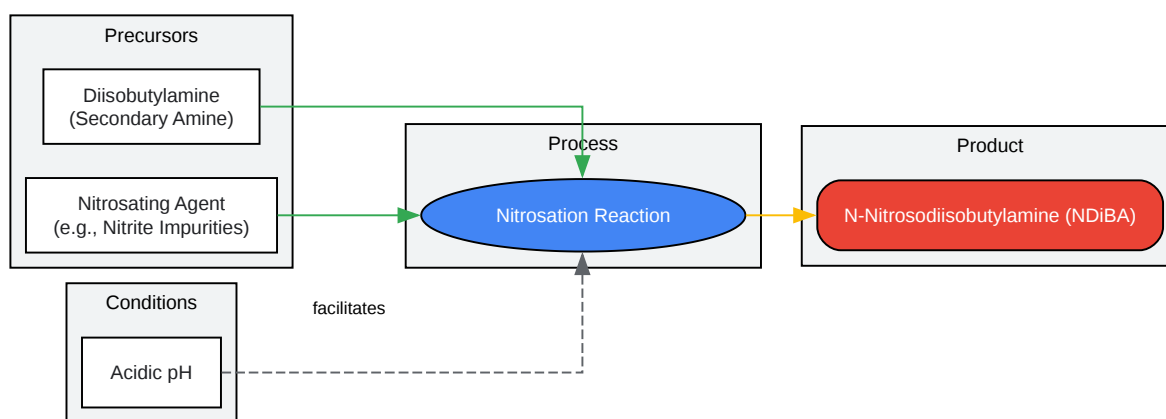 Precursors
Diisobutylamine
(Secondary Amine)
Nitrosating Agent
(e.g., Nitrite Impurities)
Process
Nitrosation Reaction
Product
N-Nitrosodiisobutylamine (NDiBA)
Conditions
Acidic pH
facilitates